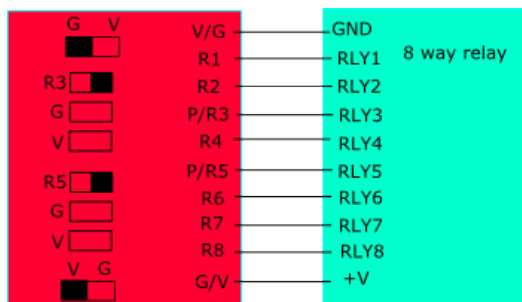 G V
V/G GND
R1 RLY1 8 way relay
R3 R2 RLY2
G P/R3 RLY3
V R4 RLY4
R5 P/R5 RLY5
G R6 RLY6
R7 RLY7
V R8 RLY8
V G
G/V +V